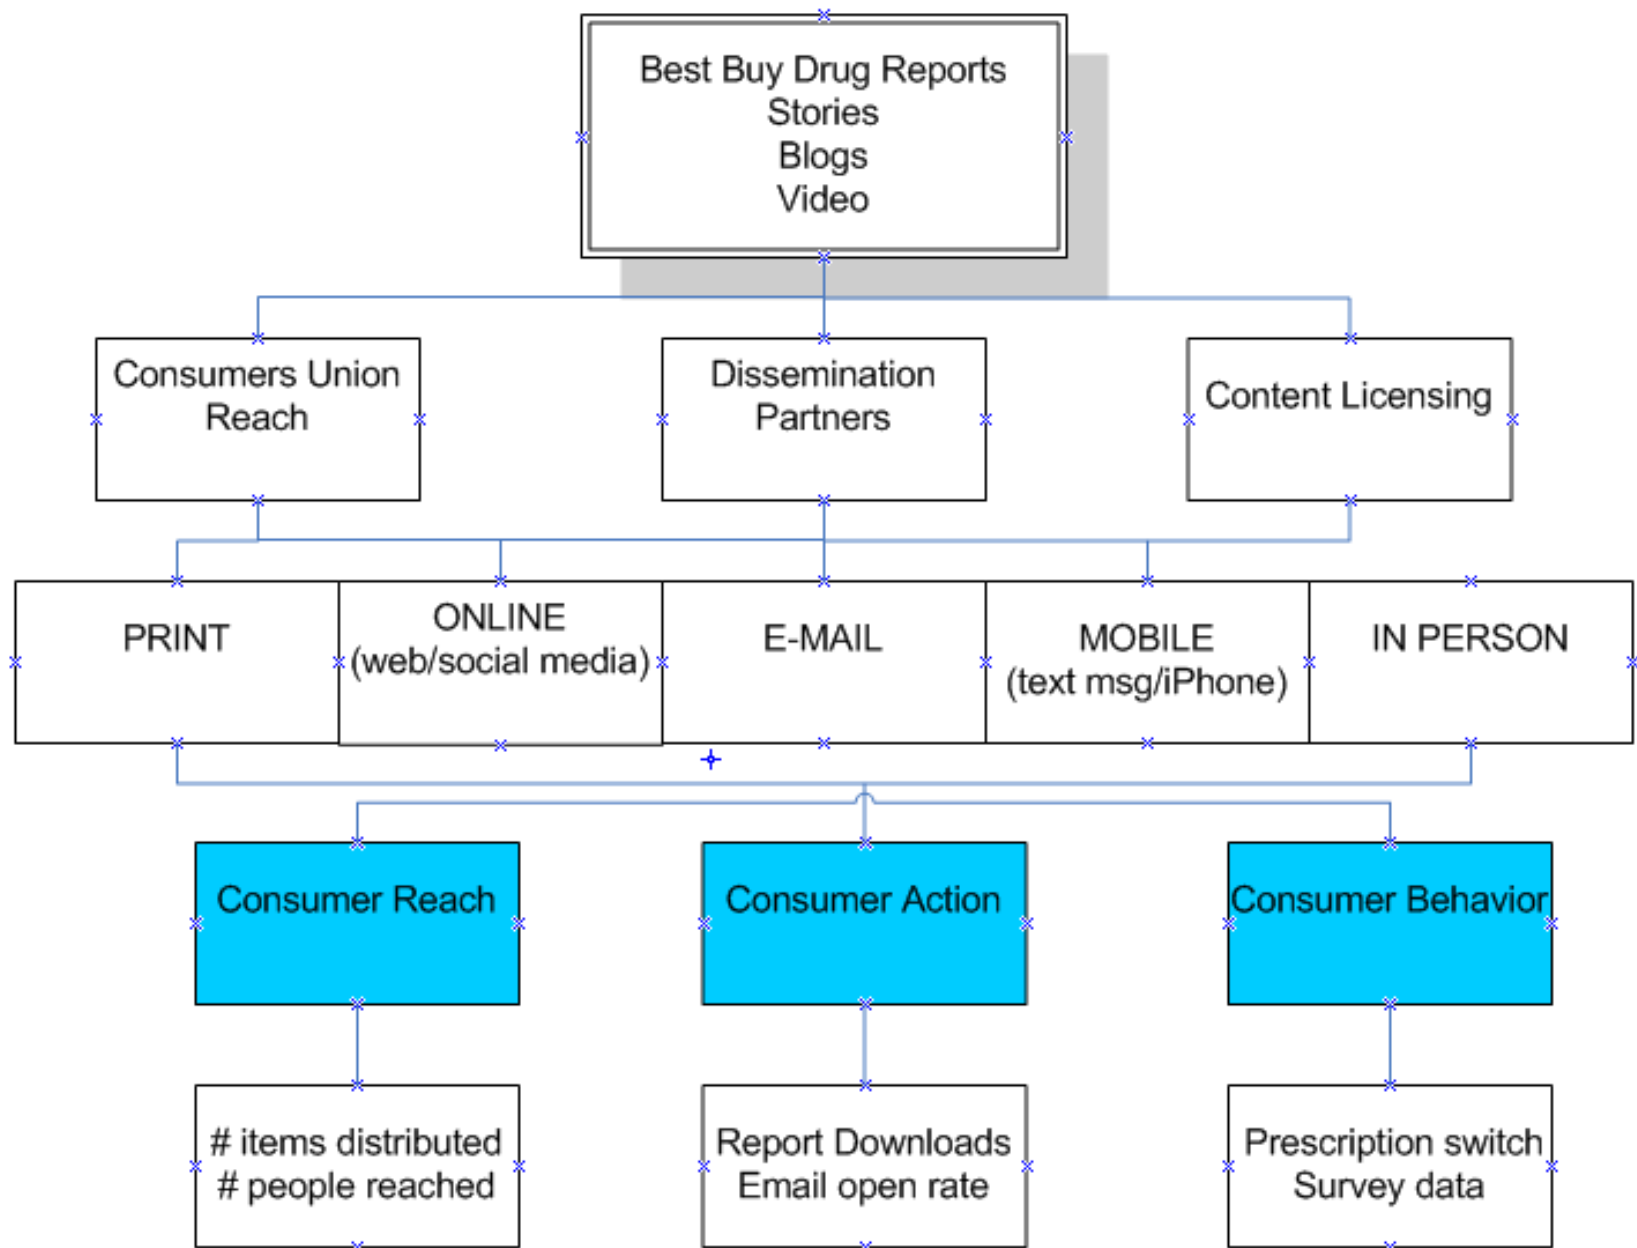 Best Buy Drug Reports
Stories
Blogs
Video
Consumers Union
Reach
Dissemination
Partners
Content Licensing
PRINT
ONLINE
(web/social media)
E-MAIL
MOBILE
(text msg/iPhone)
IN PERSON
Consumer Reach
Consumer Action
Consumer Behavior
# items distributed
# people reached
Report Downloads
Email open rate
Prescription switch
Survey data